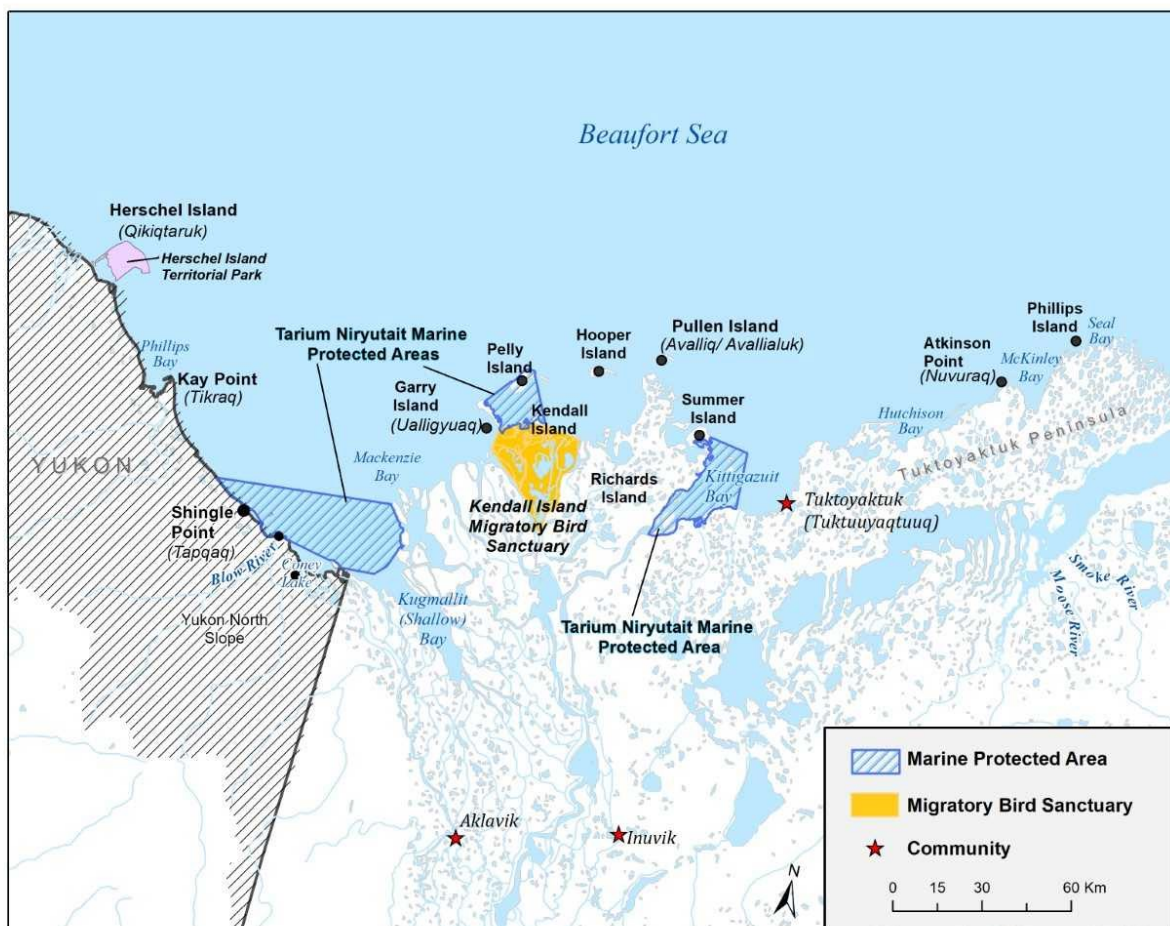 Beaufort Sea
Herschel Island
(Qikiqtaruk)
Herschel Island
Territorial Park
Phillips
Bay
Kay Point
(Tikraq)
YUKON
Tarium Niryutait Marine
Protected Areas
Pelly
Island
Hooper
Island
Pullen Island
(Avalliq/ Avallialuk)
Garry
Island
(Ualligyuaq)
Kendall
Island
Summer
Island
Phillips
Island
Seal
Bay
Atkinson
Point
(Nuvuraq)
McKinley
Bay
Hutchison
Bay
Tuktoyaktuk Peninsula
Mackenzie
Bay
Richards
Island
Kittigazuit
Bay
Kendall Island
Migratory Bird
Sanctuary
Tuktoyaktuk
(Tuktuuyaqtuuq)
Shingle
Point
(Tapqaq)
Blow-River
Coney
Lake
Yukon North
Slope
Kugmallit
(Shallow)
Bay
Tarium Niryutait Marine
Protected Area
Smoke River
Moose River
Aklavik
Inuvik
N
Marine Protected Area
Migratory Bird Sanctuary
Community
0 15 30 60 Km